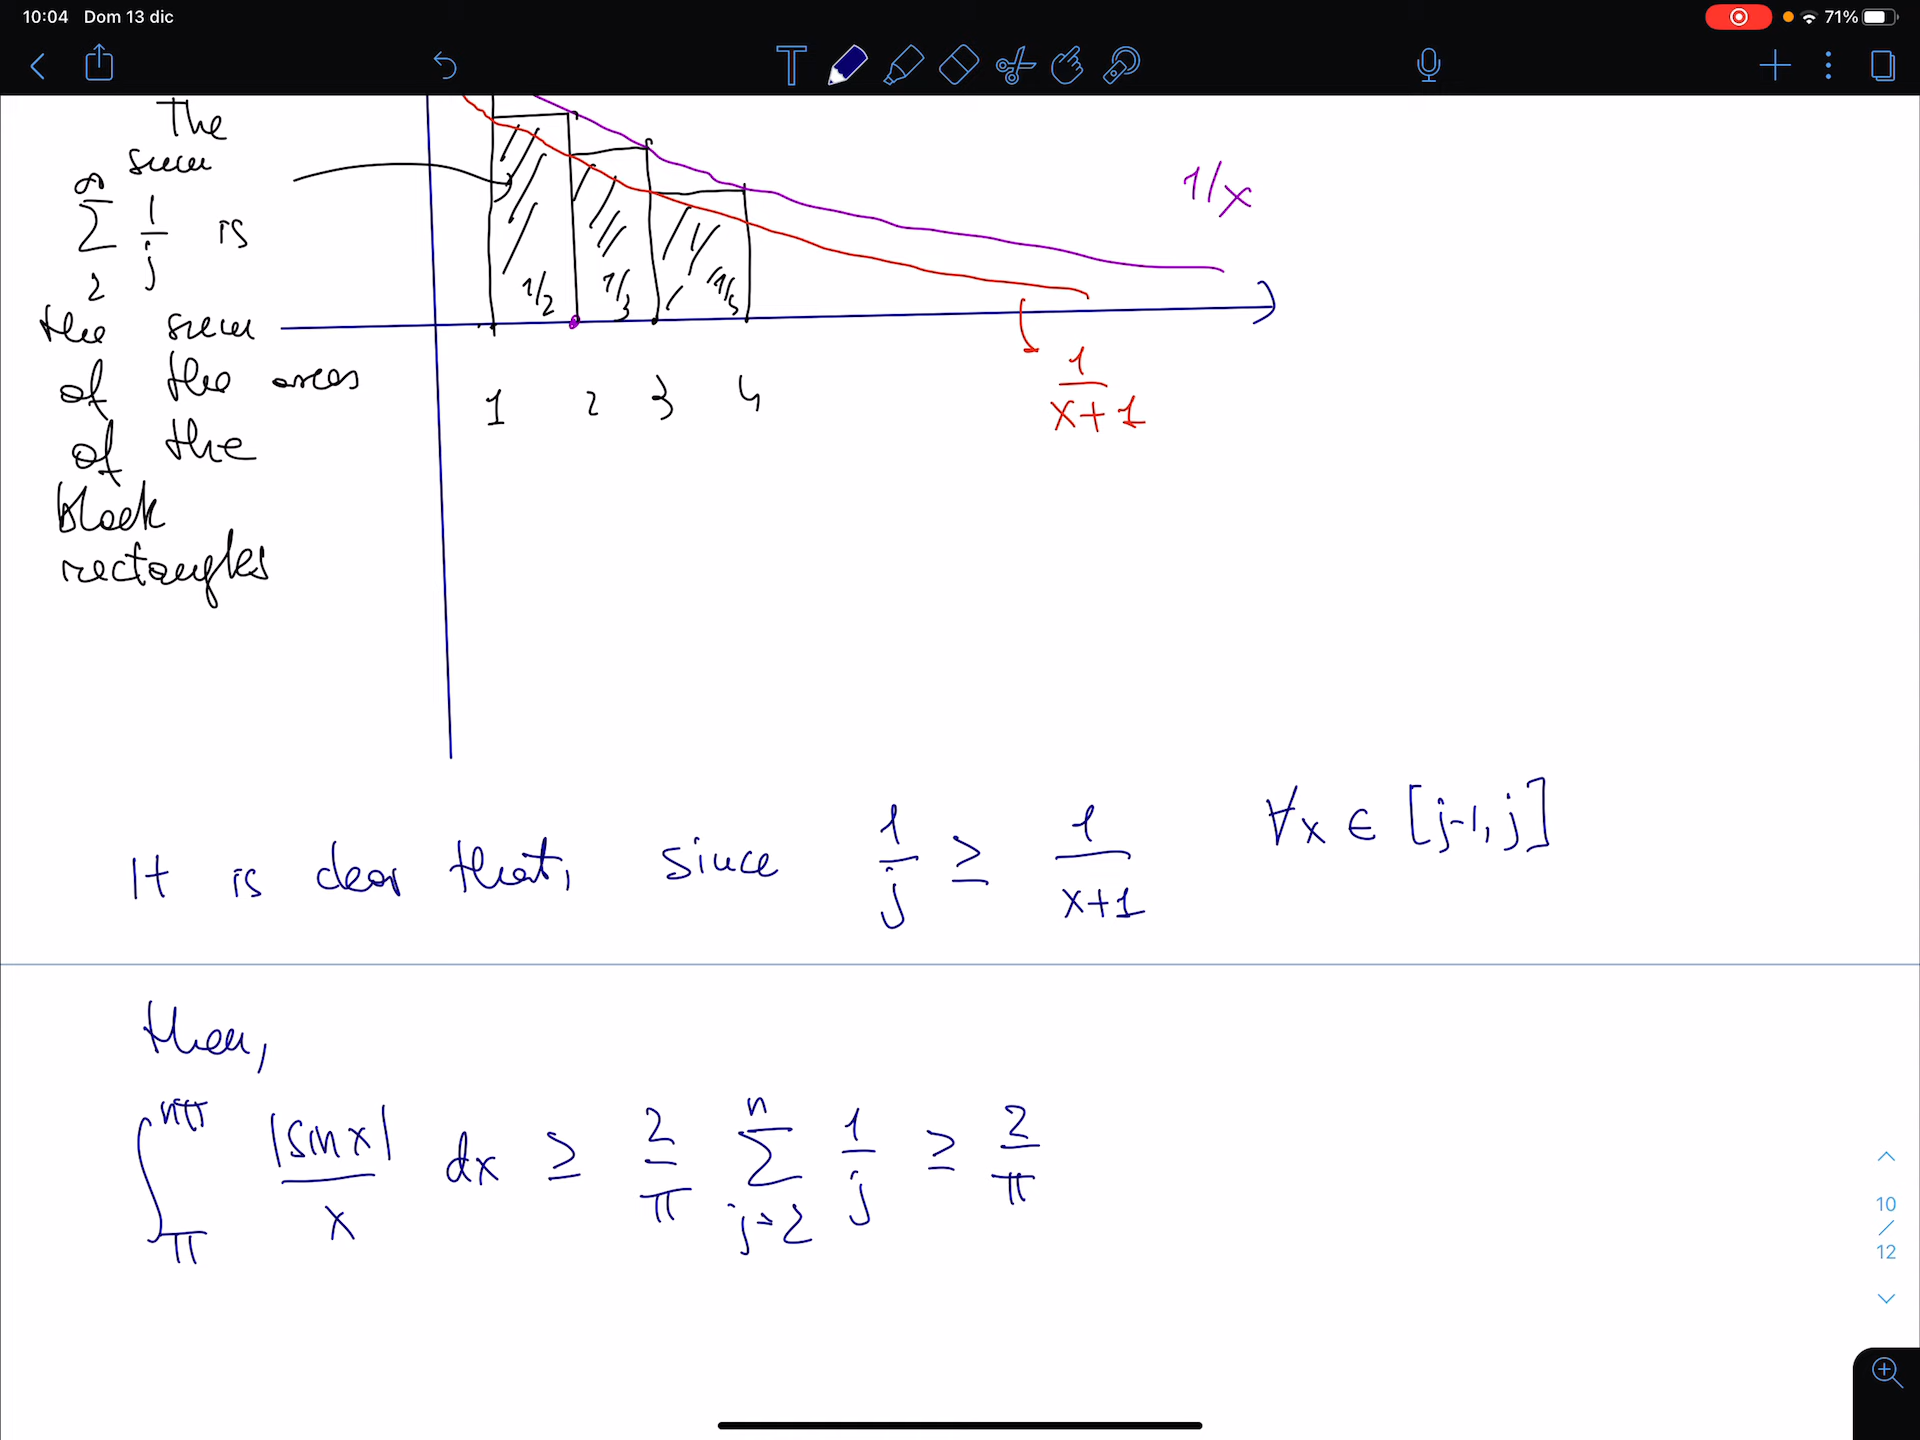 10:04 Dom 13 dic
71%
The
sum
∞
∑ 1/j is
2
the sum
of the areas
of the
black
rectangles
1/x
1/2 1/3 1/4
1/(x+1)
1 2 3 4
It is clear that, since 1/j ≥ 1/(x+1) ∀x ∈ [j-1, j]
then,
∫_π^{nπ} |sin x|/x dx ≥ 2/π ∑_{j=2}^{n} 1/j ≥ 2/π
10
/
12